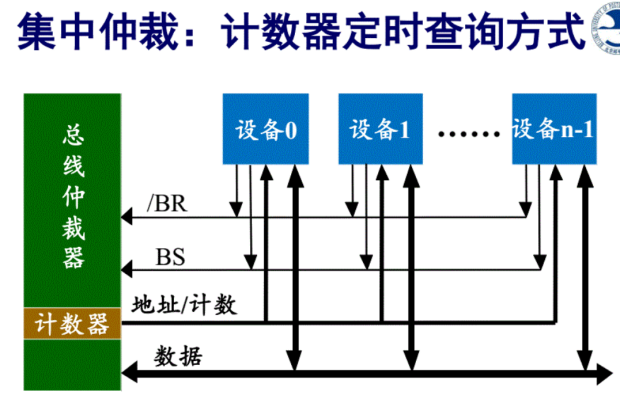 集中仲裁：计数器定时查询方式
总线仲裁器
设备0
设备1
……
设备n-1
/BR
BS
地址/计数
计数器
数据